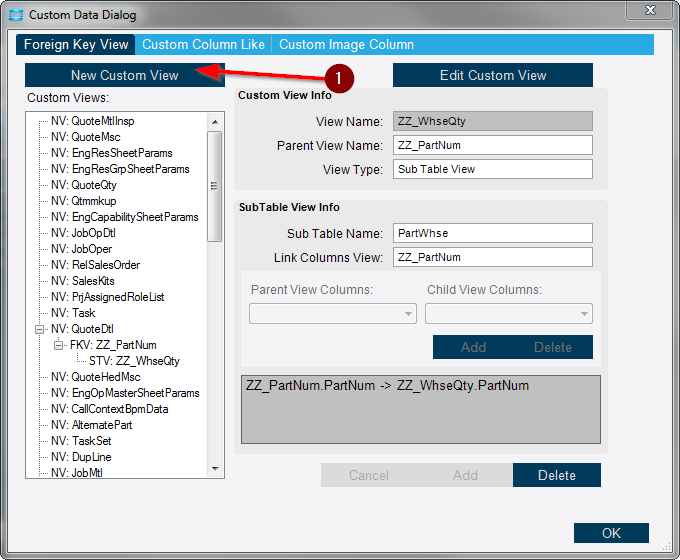 Custom Data Dialog
Foreign Key View
Custom Column Like
Custom Image Column
New Custom View
1
Edit Custom View
Custom Views:
NV: QuoteMtlInsp
NV: QuoteMsc
NV: EngResSheetParams
NV: EngResGrpSheetParams
NV: QuoteQty
NV: Qtmmkup
NV: EngCapabilitySheetParams
NV: JobOpDtl
NV: JobOper
NV: RelSalesOrder
NV: SalesKits
NV: PrjAssignedRoleList
NV: Task
NV: QuoteDtl
FKV: ZZ_PartNum
STV: ZZ_WhseQty
NV: QuoteHedMsc
NV: EngOpMasterSheetParams
NV: CallContextBpmData
NV: AlternatePart
NV: TaskSet
NV: DupLine
NV: JobMtl
Custom View Info
View Name: ZZ_WhseQty
Parent View Name: ZZ_PartNum
View Type: Sub Table View
SubTable View Info
Sub Table Name: PartWhse
Link Columns View: ZZ_PartNum
Parent View Columns: Child View Columns:
Add Delete
ZZ_PartNum.PartNum -> ZZ_WhseQty.PartNum
Cancel Add Delete
OK